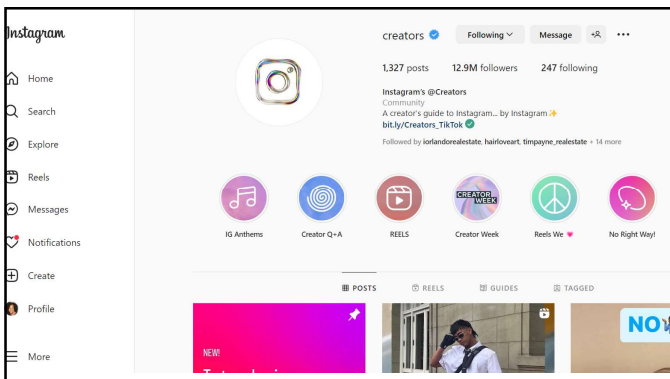 Instagram
Home
Search
Explore
Reels
Messages
Notifications
Create
Profile
More
creators Following Message
1,327 posts 12.9M followers 247 following
Instagram's @Creators
Community
A creator's guide to Instagram... by Instagram ✨
bit.ly/Creators_TikTok
Followed by iorlandorealestate, hairloveart, timpayne_realestate + 14 more
CREATOR
WEEK
IG Anthems Creator Q+A REELS Creator Week Reels We 💗 No Right Way!
POSTS REELS GUIDES TAGGED
NEW!
NO